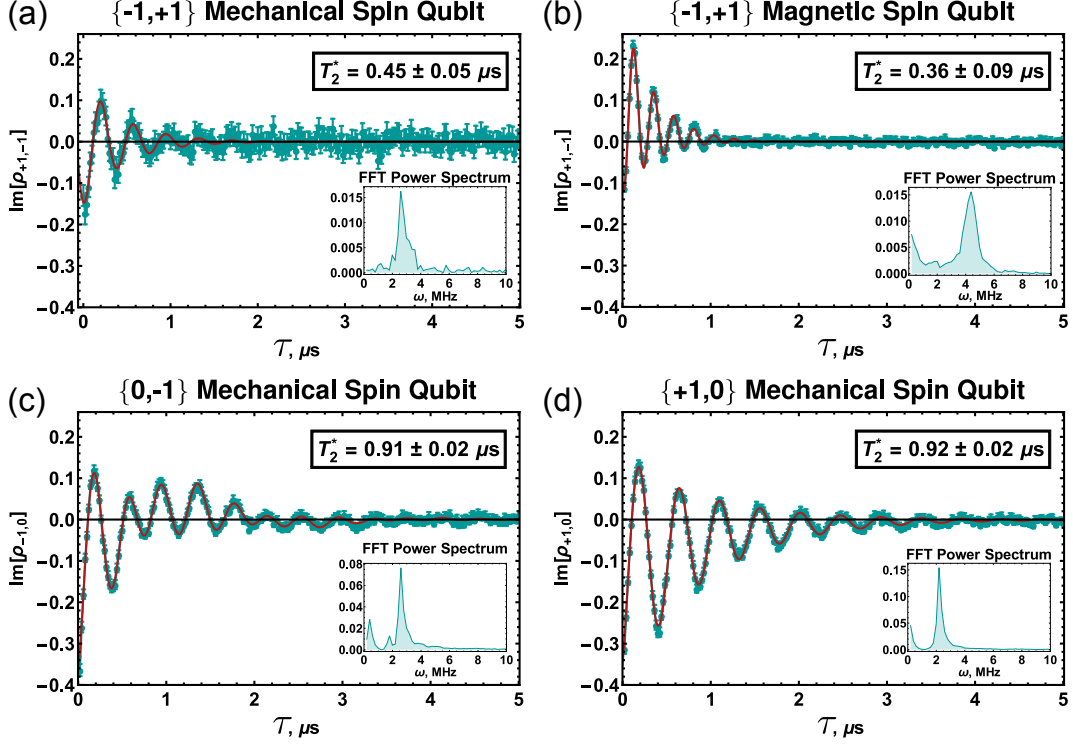 (a) {-1,+1} Mechanical Spin Qubit
T₂* = 0.45 ± 0.05 μs
Im[ρ+1,-1]
0.2
0.1
0.0
−0.1
−0.2
−0.3
−0.4
FFT Power Spectrum
0.015
0.010
0.005
0.000
0 2 4 6 8 10
ω, MHz
0 1 2 3 4 5
τ, μs
(b) {-1,+1} Magnetic Spin Qubit
T₂* = 0.36 ± 0.09 μs
Im[ρ+1,-1]
0.2
0.1
0.0
−0.1
−0.2
−0.3
−0.4
FFT Power Spectrum
0.015
0.010
0.005
0.000
0 2 4 6 8 10
ω, MHz
0 1 2 3 4 5
τ, μs
(c) {0,-1} Mechanical Spin Qubit
T₂* = 0.91 ± 0.02 μs
Im[ρ-1,0]
0.2
0.1
0.0
−0.1
−0.2
−0.3
−0.4
FFT Power Spectrum
0.08
0.06
0.04
0.02
0.00
0 2 4 6 8 10
ω, MHz
0 1 2 3 4 5
τ, μs
(d) {+1,0} Mechanical Spin Qubit
T₂* = 0.92 ± 0.02 μs
Im[ρ+1,0]
0.2
0.1
0.0
−0.1
−0.2
−0.3
−0.4
FFT Power Spectrum
0.15
0.10
0.05
0.00
0 2 4 6 8 10
ω, MHz
0 1 2 3 4 5
τ, μs